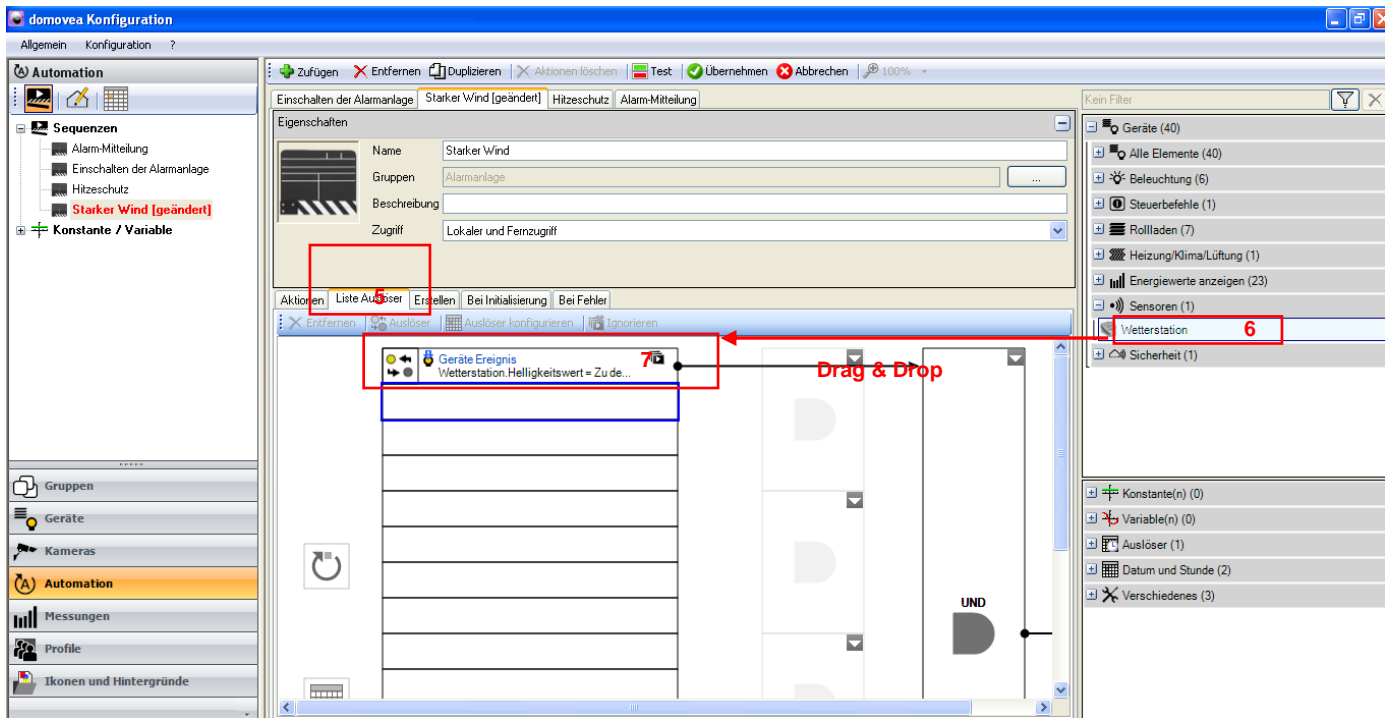 domovea Konfiguration
Allgemein Konfiguration ?
Automation
Sequenzen
Alarm-Mitteilung
Einschalten der Alarmanlage
Hitzeschutz
Starker Wind [geändert]
Konstante / Variable
Gruppen
Geräte
Kameras
Automation
Messungen
Profile
Ikonen und Hintergründe
Zufügen Entfernen Duplizieren Aktionen löschen Test Übernehmen Abbrechen 100%
Einschalten der Alarmanlage Starker Wind [geändert] Hitzeschutz Alarm-Mitteilung
Eigenschaften
Name Starker Wind
Gruppen Alarmanlage ...
Beschreibung
Zugriff Lokaler und Fernzugriff
5
Aktionen Liste Auslöser Erstellen Bei Initialisierung Bei Fehler
Entfernen Auslöser Auslöser konfigurieren Ignorieren
Geräte Ereignis
Wetterstation.Helligkeitswert = Zu de...
7
Drag & Drop
UND
Kein Filter
Geräte (40)
Alle Elemente (40)
Beleuchtung (6)
Steuerbefehle (1)
Rollladen (7)
Heizung/Klima/Lüftung (1)
Energiewerte anzeigen (23)
Sensoren (1)
Wetterstation 6
Sicherheit (1)
Konstante(n) (0)
Variable(n) (0)
Auslöser (1)
Datum und Stunde (2)
Verschiedenes (3)